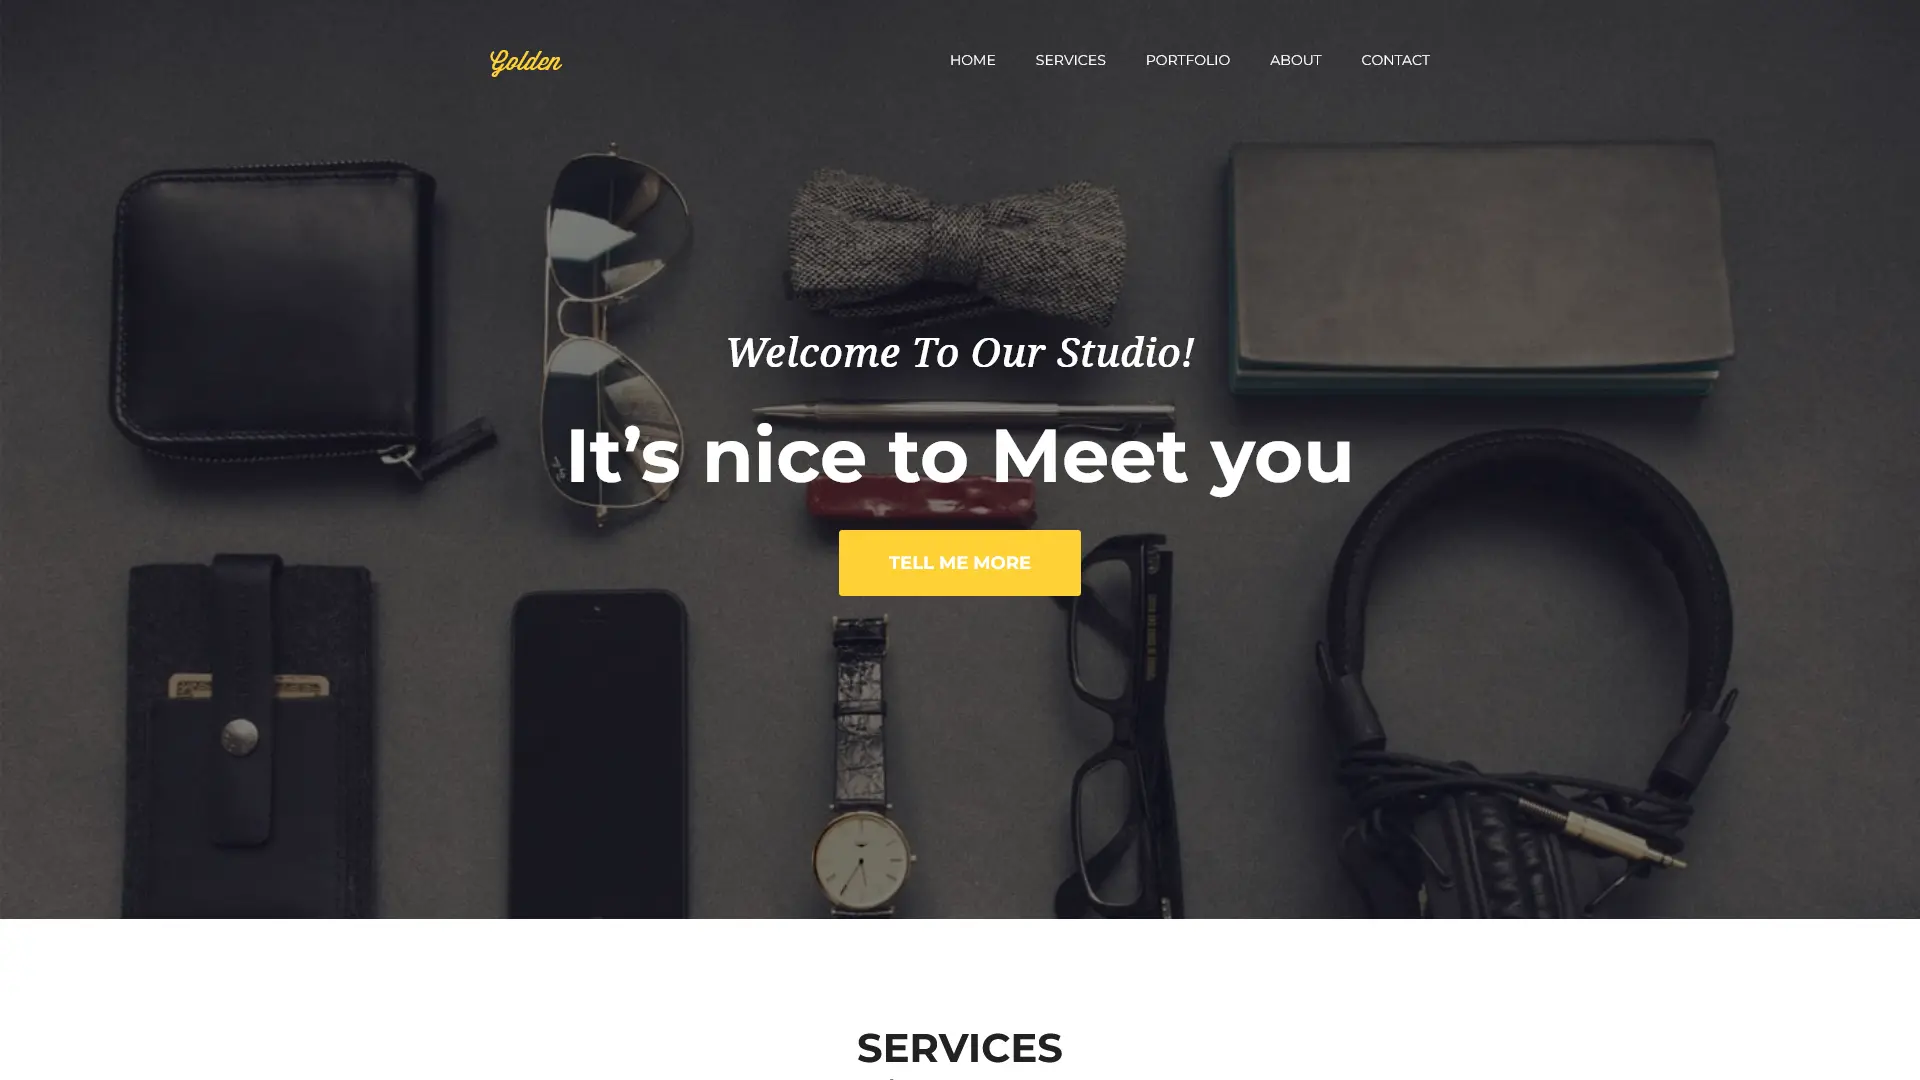 Golden
HOME SERVICES PORTFOLIO ABOUT CONTACT
Welcome To Our Studio!
It’s nice to Meet you
TELL ME MORE
SERVICES